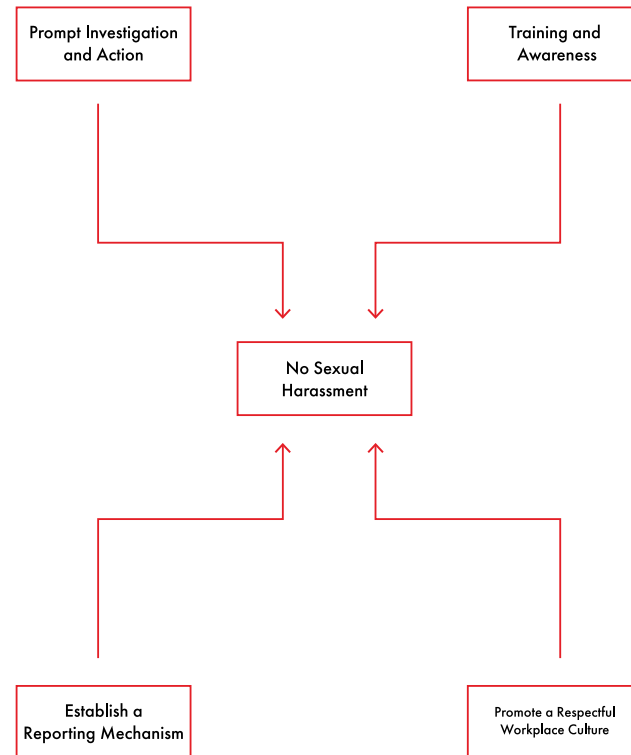 Prompt Investigation
and Action
Training and
Awareness
No Sexual
Harassment
Establish a
Reporting Mechanism
Promote a Respectful
Workplace Culture